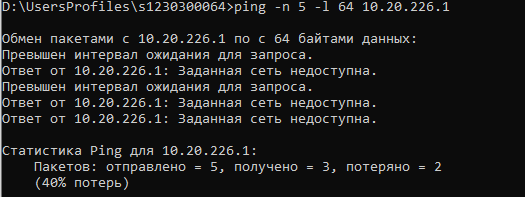 D:\UsersProfiles\s1230300064>ping -n 5 -l 64 10.20.226.1
Обмен пакетами с 10.20.226.1 по с 64 байтами данных:
Превышен интервал ожидания для запроса.
Ответ от 10.20.226.1: Заданная сеть недоступна.
Превышен интервал ожидания для запроса.
Ответ от 10.20.226.1: Заданная сеть недоступна.
Ответ от 10.20.226.1: Заданная сеть недоступна.
Статистика Ping для 10.20.226.1:
Пакетов: отправлено = 5, получено = 3, потеряно = 2
(40% потерь)